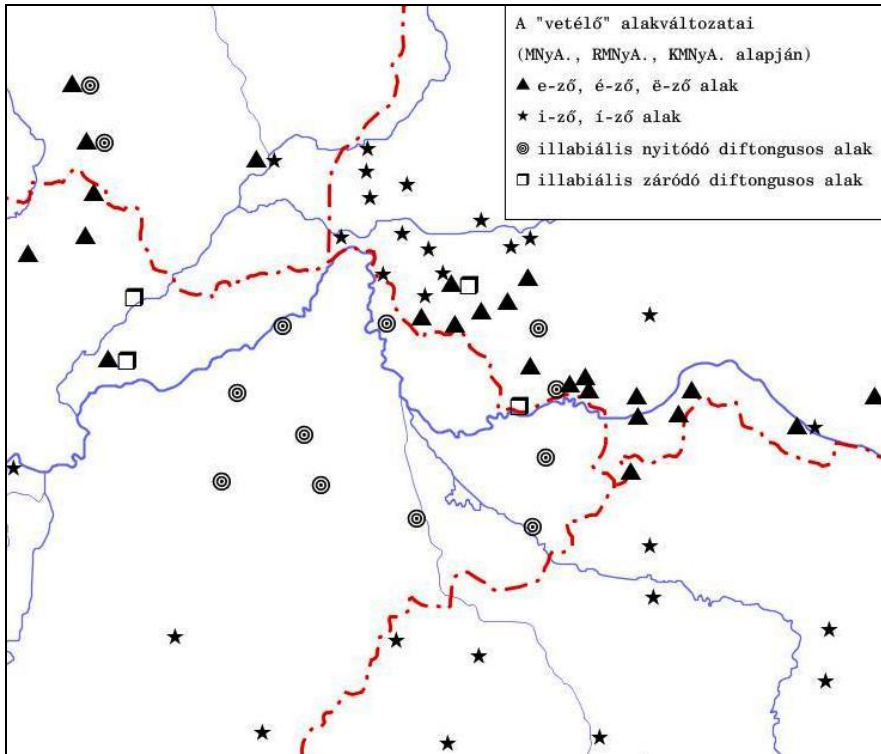 A "vetélő" alakváltozatai
(MNyA., RMNyA., KMNyA. alapján)
e-ző, é-ző, ë-ző alak
i-ző, í-ző alak
illabiális nyitódó diftongusos alak
illabiális záródó diftongusos alak